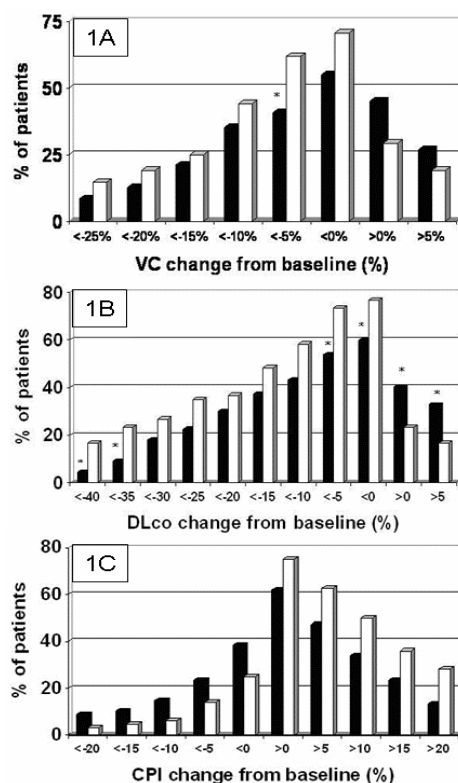 1A
75
50
25
0
% of patients
*
<-25% <-20% <-15% <-10% <-5% <0% >0% >5%
VC change from baseline (%)
1B
80
60
40
20
0
% of patients
* * * * * *
<-40 <-35 <-30 <-25 <-20 <-15 <-10 <-5 <0 >0 >5
DLco change from baseline (%)
1C
80
60
40
20
0
% of patients
<-20 <-15 <-10 <-5 <0 >0 >5 >10 >15 >20
CPI change from baseline (%)